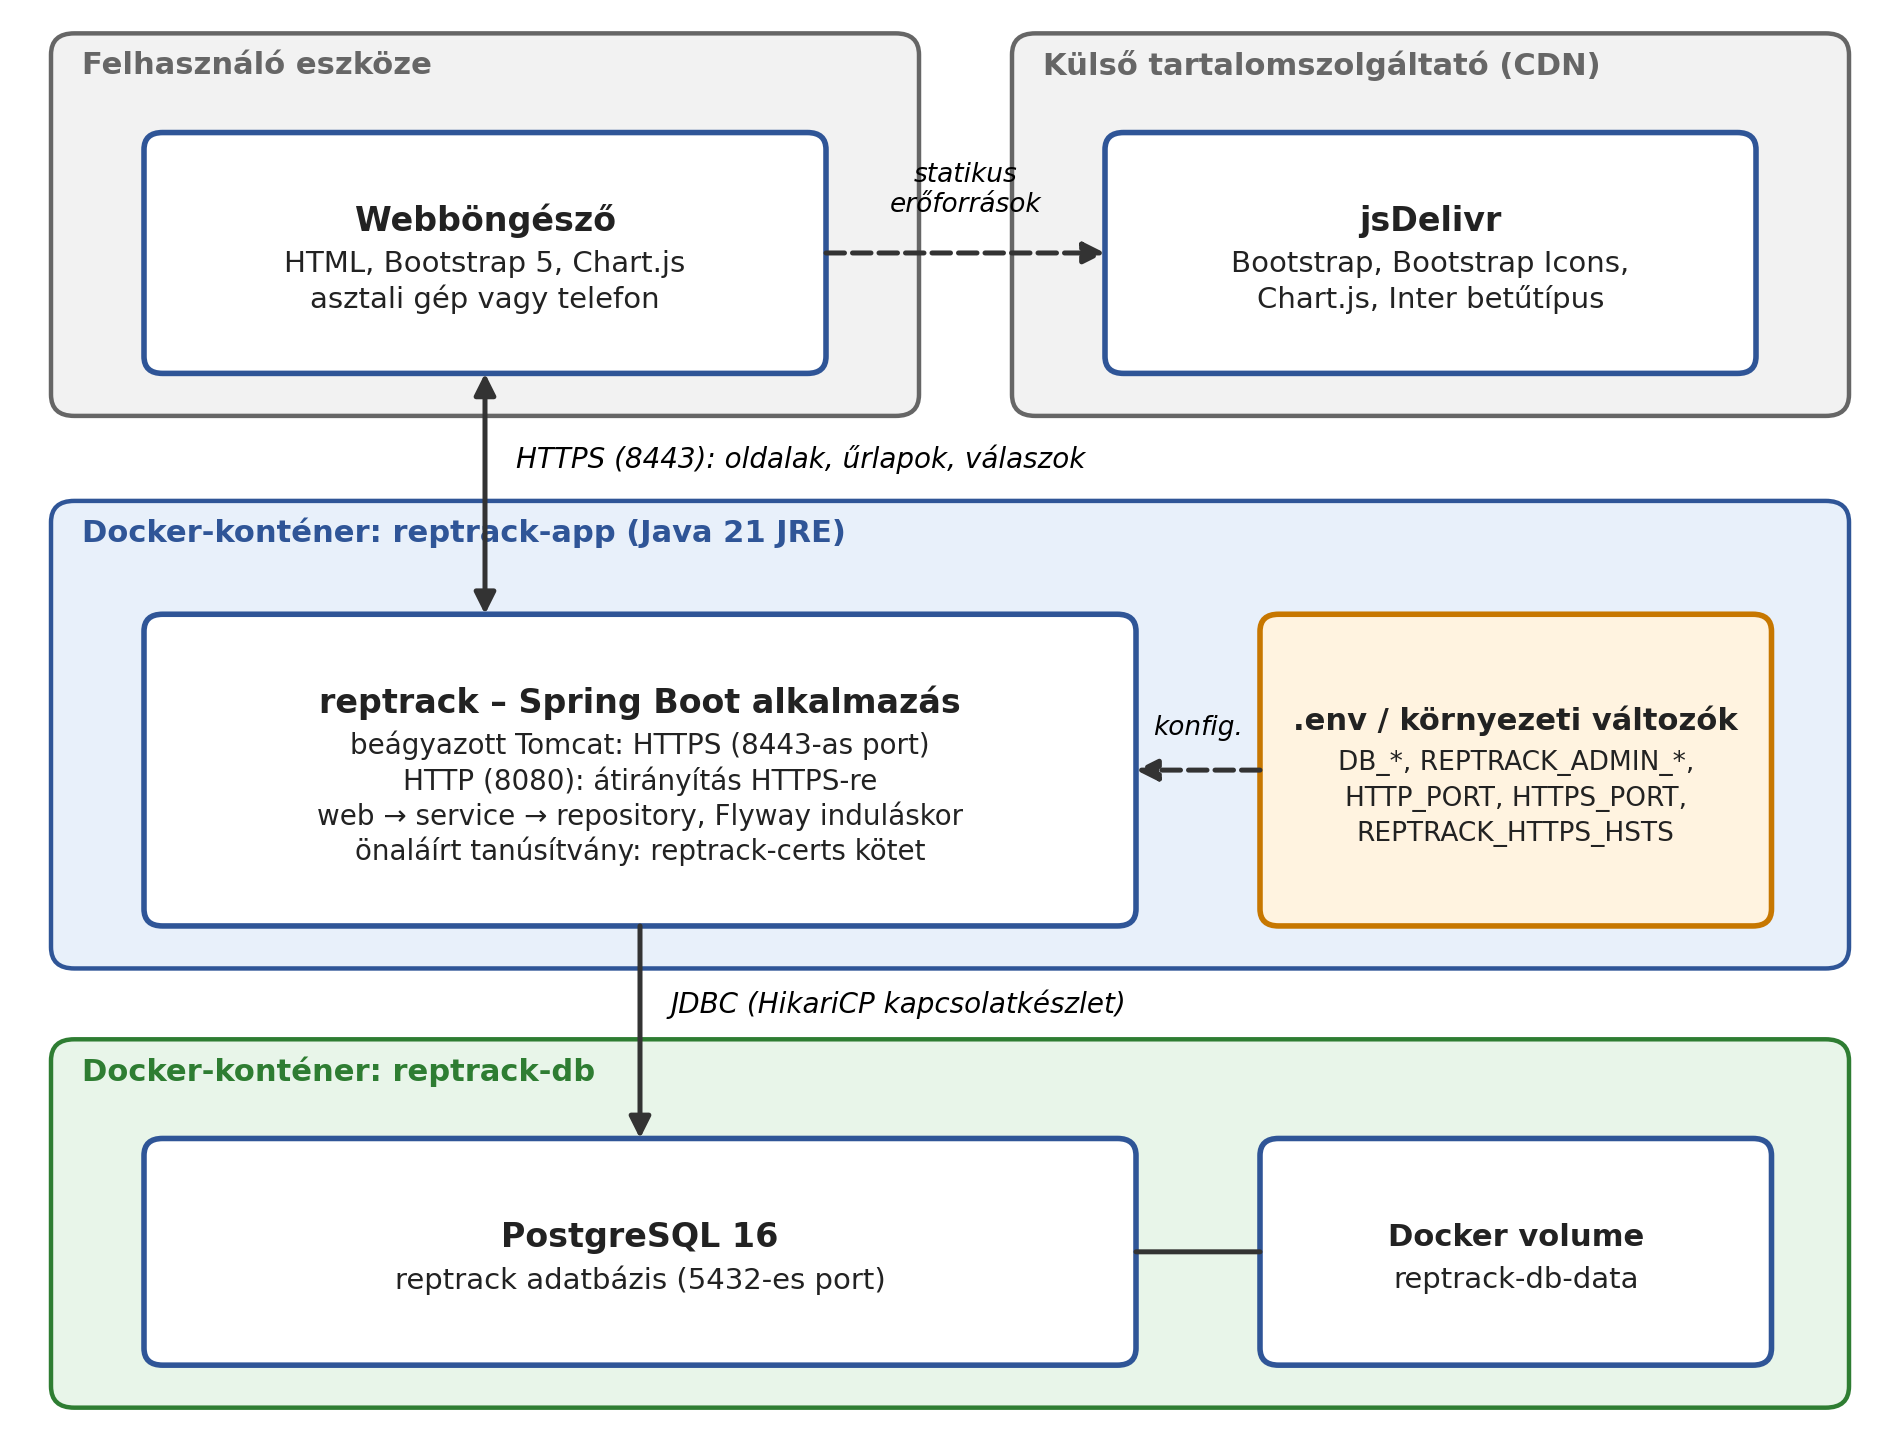 Felhasználó eszköze
Webböngésző
HTML, Bootstrap 5, Chart.js
asztali gép vagy telefon
statikus
erőforrások
Külső tartalomszolgáltató (CDN)
jsDelivr
Bootstrap, Bootstrap Icons,
Chart.js, Inter betűtípus
HTTPS (8443): oldalak, űrlapok, válaszok
Docker-konténer: reptrack-app (Java 21 JRE)
reptrack – Spring Boot alkalmazás
beágyazott Tomcat: HTTPS (8443-as port)
HTTP (8080): átirányítás HTTPS-re
web → service → repository, Flyway induláskor
önaláírt tanúsítvány: reptrack-certs kötet
konfig.
.env / környezeti változók
DB_*, REPTRACK_ADMIN_*,
HTTP_PORT, HTTPS_PORT,
REPTRACK_HTTPS_HSTS
JDBC (HikariCP kapcsolatkészlet)
Docker-konténer: reptrack-db
PostgreSQL 16
reptrack adatbázis (5432-es port)
Docker volume
reptrack-db-data